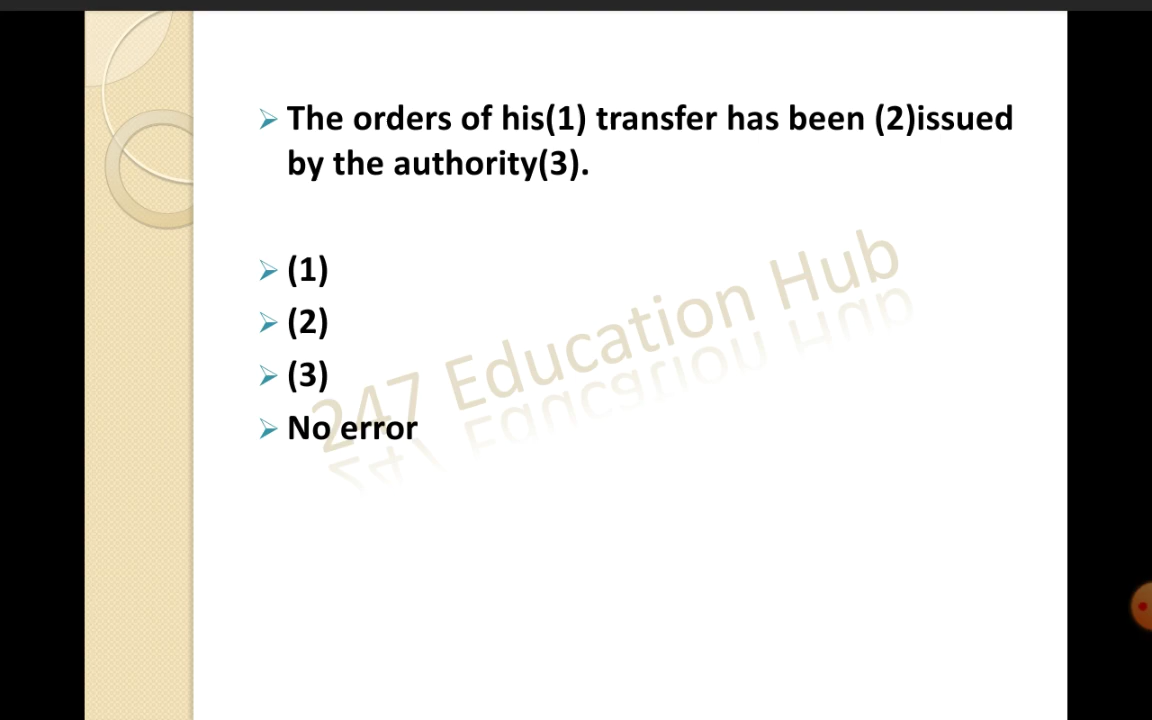 The orders of his(1) transfer has been (2)issued
by the authority(3).
(1)
(2)
(3)
No error
247 Education Hub